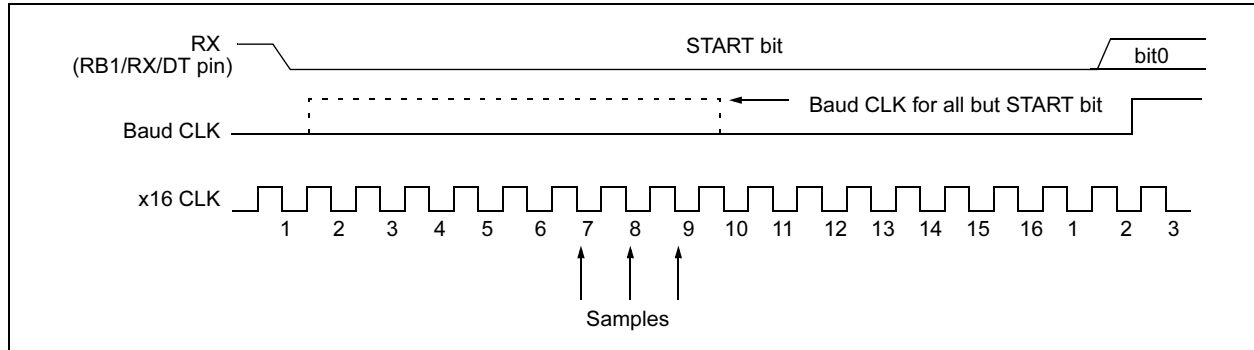 RX
(RB1/RX/DT pin)
START bit
bit0
Baud CLK for all but START bit
Baud CLK
x16 CLK
1 2 3 4 5 6 7 8 9 10 11 12 13 14 15 16 1 2 3
Samples